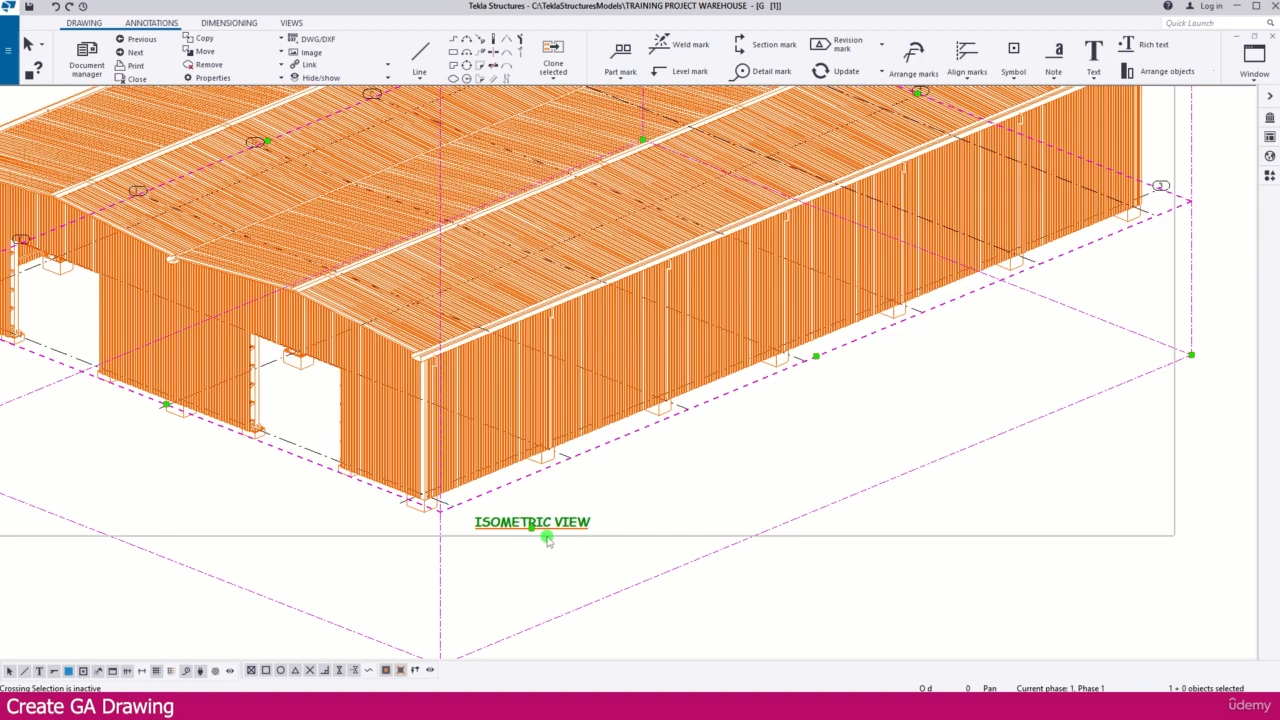 Tekla Structures - C:\TeklaStructuresModels\TRAINING PROJECT WAREHOUSE - [G [1]]
Log in
DRAWING ANNOTATIONS DIMENSIONING VIEWS
Quick Launch
Document manager
Previous
Next
Print
Close
Copy
Move
Remove
Properties
DWG/DXF
Image
Link
Hide/show
Line
Clone selected
Part mark
Weld mark
Level mark
Section mark
Detail mark
Revision mark
Update
Arrange marks
Align marks
Symbol
Note
Text
Rich text
Arrange objects
Window
ISOMETRIC VIEW
Crossing Selection is inactive
O d 0 Pan Current phase: 1, Phase 1 1 + 0 objects selected
Create GA Drawing
ûdemy